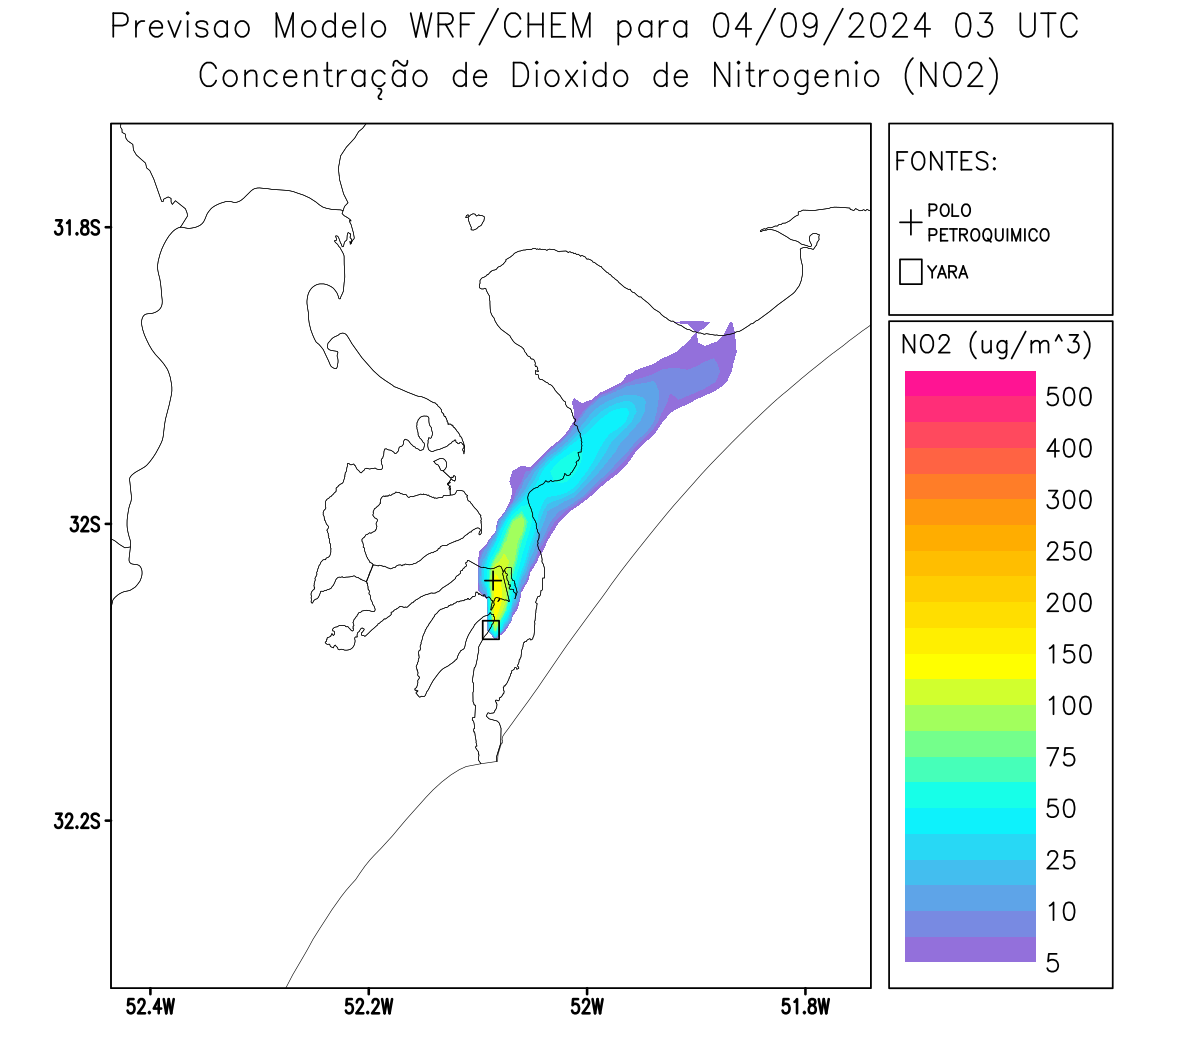 Previsao Modelo WRF/CHEM para 04/09/2024 03 UTC
Concentração de Dioxido de Nitrogenio (NO2)
FONTES:
POLO
PETROQUIMICO
YARA
NO2 (ug/m^3)
500
400
300
250
200
150
100
75
50
25
10
5
31.8S
32S
32.2S
52.4W
52.2W
52W
51.8W